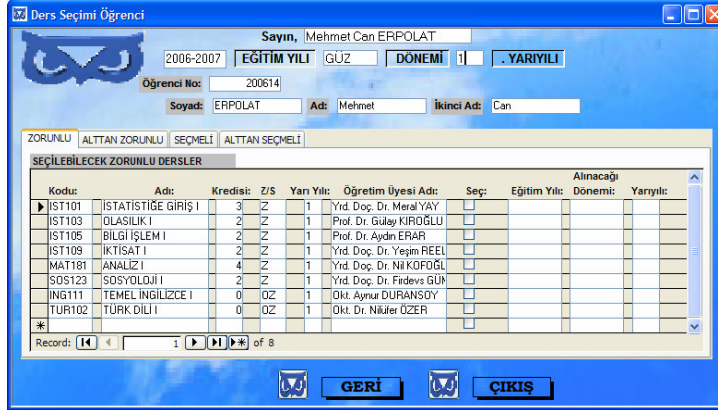 Ders Seçimi Öğrenci
Sayın, Mehmet Can ERPOLAT
2006-2007 EĞİTİM YILI GÜZ DÖNEMİ 1 . YARIYILI
Öğrenci No: 200614
Soyad: ERPOLAT Ad: Mehmet İkinci Ad: Can
ZORUNLU ALTTAN ZORUNLU SEÇMELİ ALTTAN SEÇMELİ
SEÇİLEBİLECEK ZORUNLU DERSLER
Alınacağı
Kodu: Adı: Kredisi: Z/S Yarı Yılı: Öğretim Üyesi Adı: Seç: Eğitim Yılı: Dönemi: Yarıyılı:
IST101 İSTATİSTİĞE GİRİŞ I 3 Z 1 Yrd. Doç. Dr. Meral YAY
IST103 OLASILIK I 2 Z 1 Prof. Dr. Gülay KIROĞLU
IST105 BİLGİ İŞLEM I 2 Z 1 Prof. Dr. Aydın ERAR
IST109 İKTİSAT I 2 Z 1 Yrd. Doç. Dr. Yeşim REEL
MAT181 ANALİZ I 4 Z 1 Yrd. Doç. Dr. Nil KOFOĞL
SOS123 SOSYOLOJİ I 2 Z 1 Yrd. Doç. Dr. Firdevs GÜM
ING111 TEMEL İNGİLİZCE I 0 OZ 1 Okt. Aynur DURANSOY
TUR102 TÜRK DİLİ I 0 OZ 1 Okt. Dr. Nilüfer ÖZER
Record: 1 of 8
GERİ ÇIKIŞ